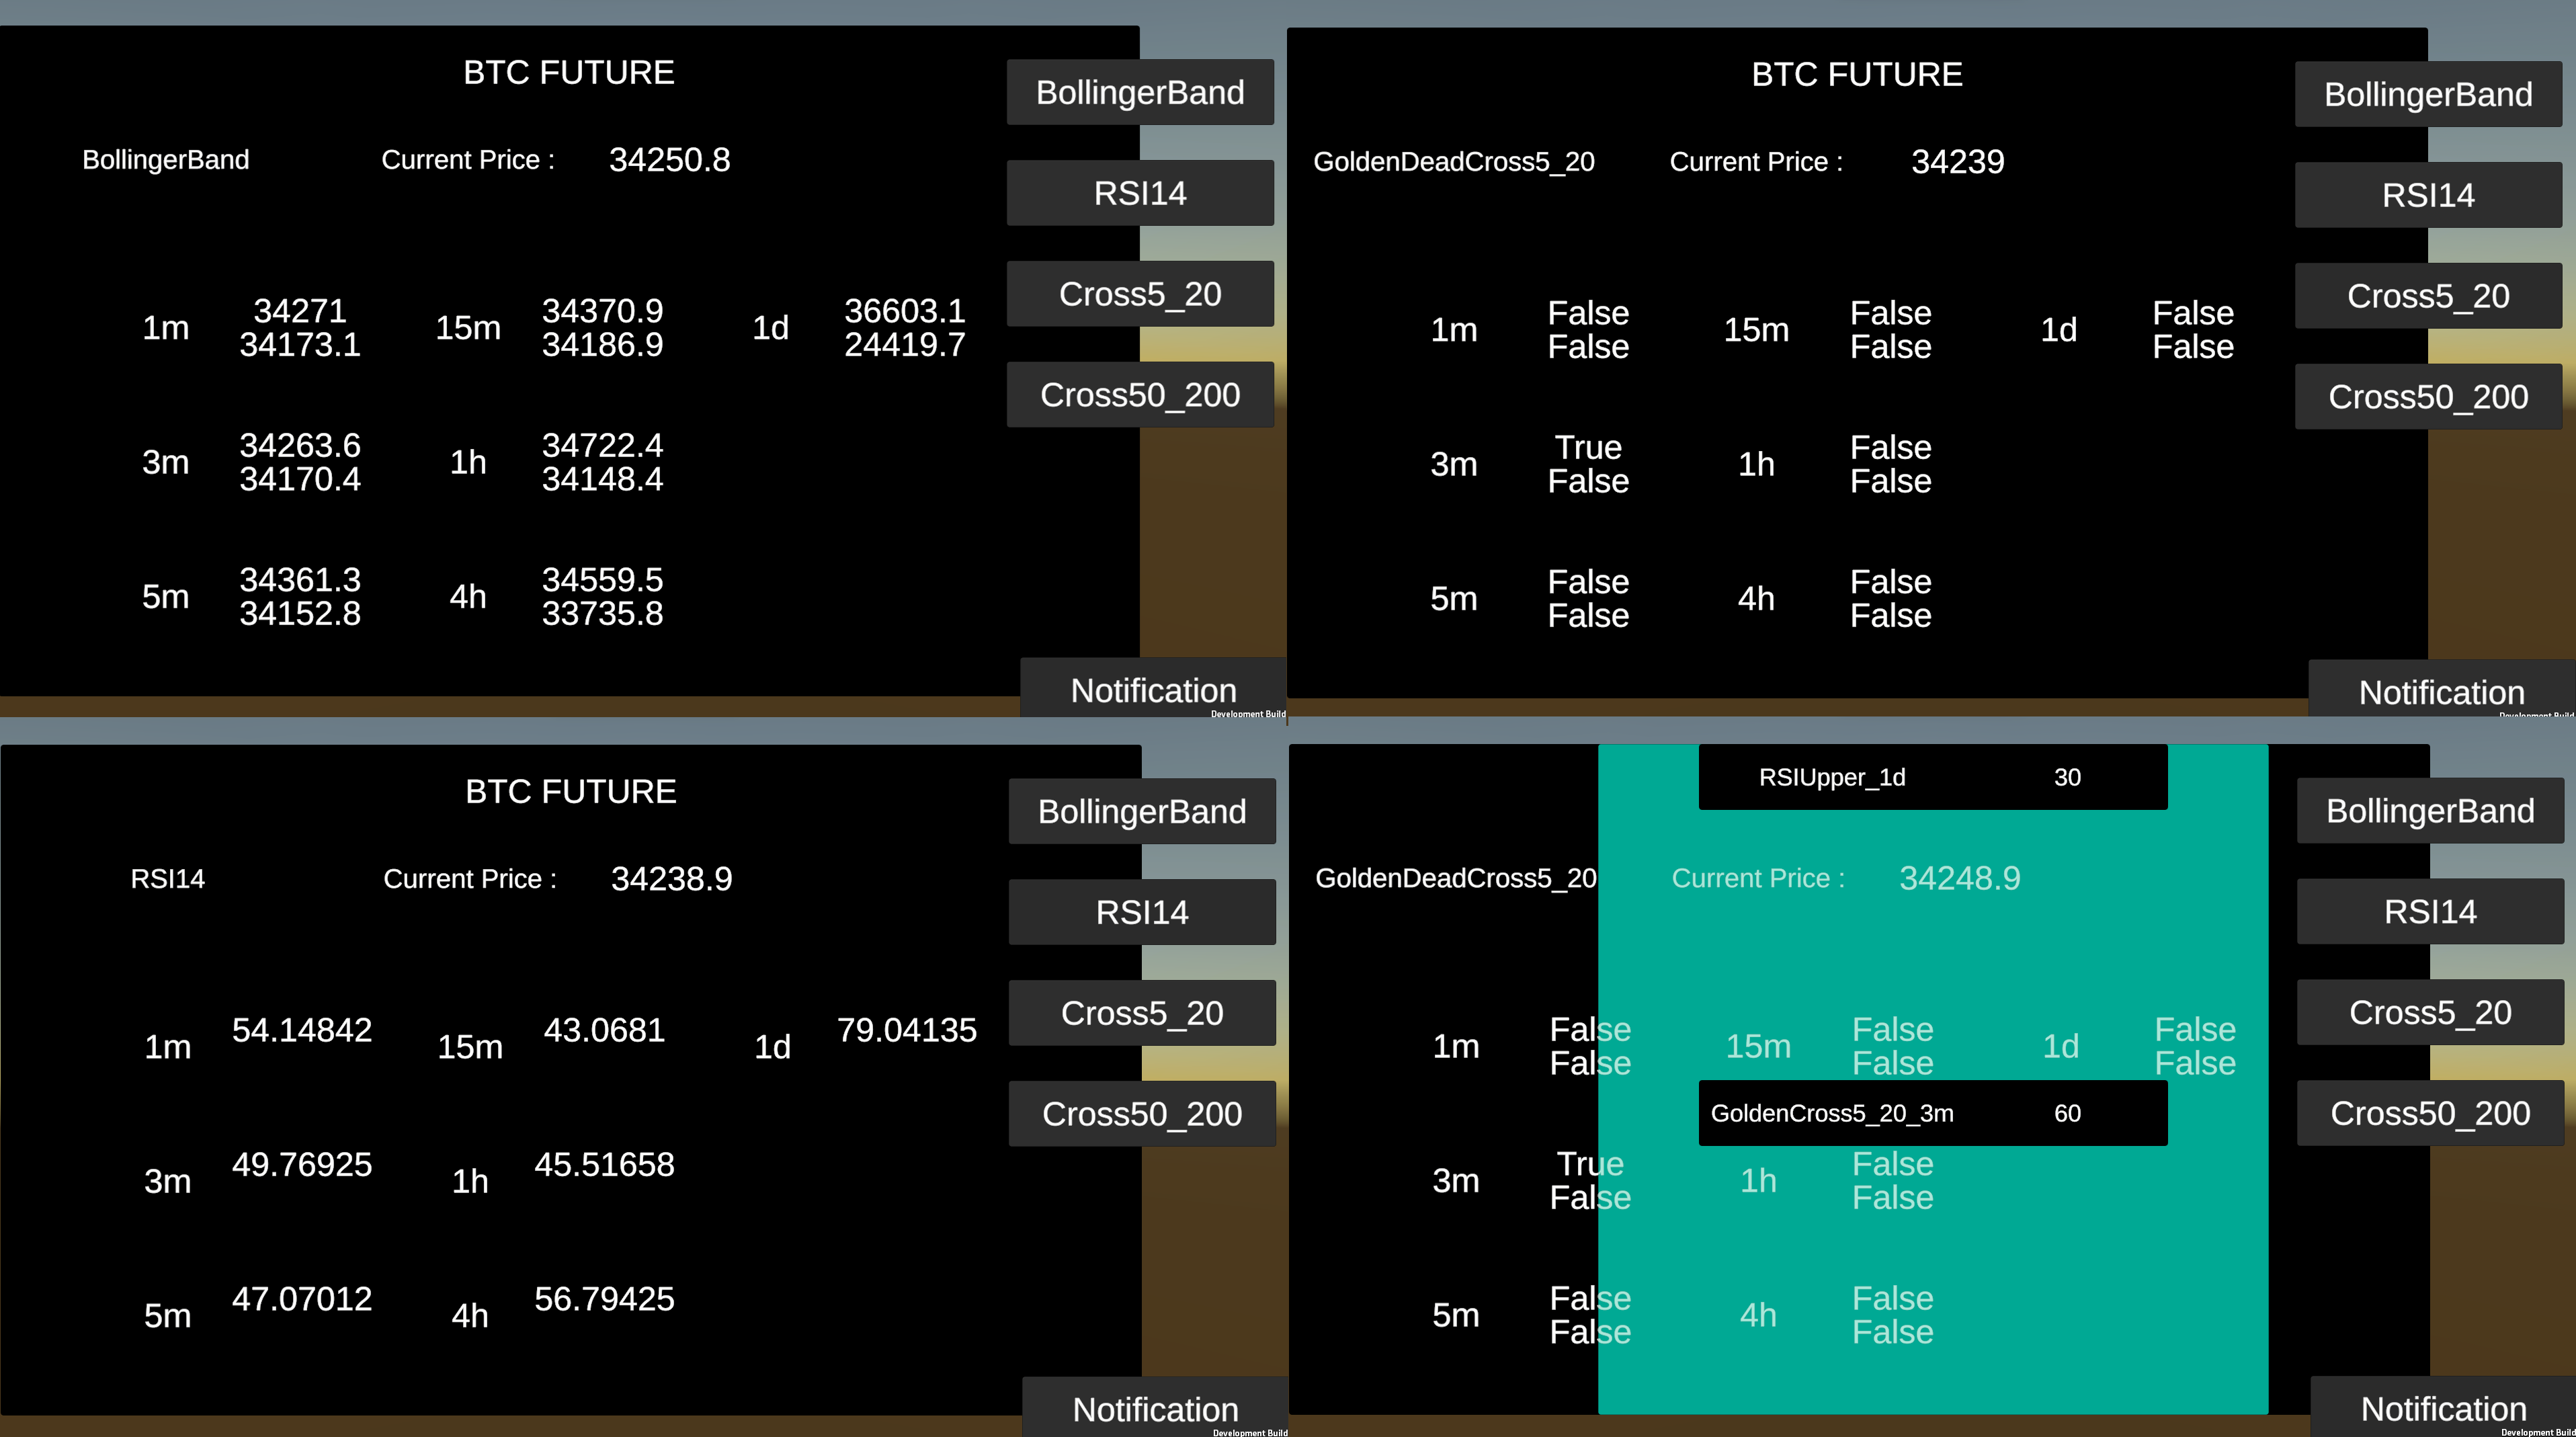 BTC FUTURE
BollingerBand
BollingerBand Current Price : 34250.8
RSI14
Cross5_20
1m 34271 34173.1 15m 34370.9 34186.9 1d 36603.1 24419.7
Cross50_200
3m 34263.6 34170.4 1h 34722.4 34148.4
5m 34361.3 34152.8 4h 34559.5 33735.8
Notification
Development Build
BTC FUTURE
BollingerBand
GoldenDeadCross5_20 Current Price : 34239
RSI14
Cross5_20
1m False False 15m False False 1d False False
Cross50_200
3m True False 1h False False
5m False False 4h False False
Notification
Development Build
BTC FUTURE
BollingerBand
RSI14 Current Price : 34238.9
RSI14
Cross5_20
1m 54.14842 15m 43.0681 1d 79.04135
Cross50_200
3m 49.76925 1h 45.51658
5m 47.07012 4h 56.79425
Notification
Development Build
RSIUpper_1d 30
BollingerBand
GoldenDeadCross5_20 Current Price : 34248.9
RSI14
Cross5_20
1m False False 15m False False 1d False False
GoldenCross5_20_3m 60
Cross50_200
3m True False 1h False False
5m False False 4h False False
Notification
Development Build